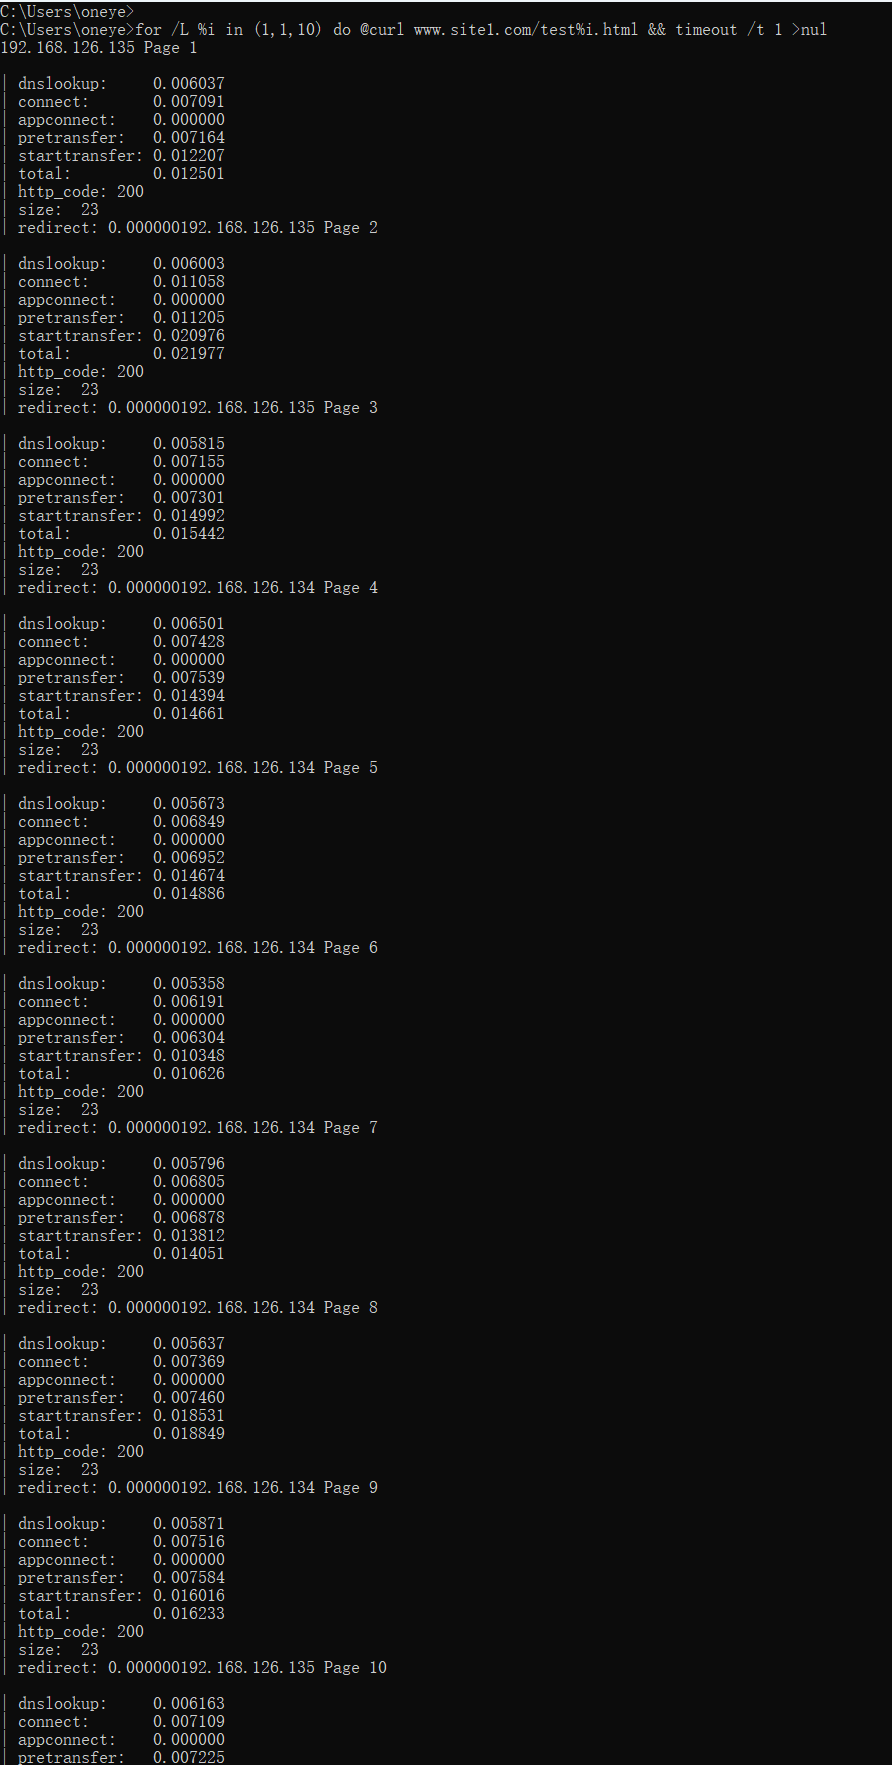 C:\Users\oneye>
C:\Users\oneye>for /L %i in (1,1,10) do @curl www.site1.com/test%i.html && timeout /t 1 >nul
192.168.126.135 Page 1
| dnslookup:     0.006037
| connect:       0.007091
| appconnect:    0.000000
| pretransfer:   0.007164
| starttransfer: 0.012207
| total:         0.012501
| http_code: 200
| size:  23
| redirect: 0.000000192.168.126.135 Page 2
| dnslookup:     0.006003
| connect:       0.011058
| appconnect:    0.000000
| pretransfer:   0.011205
| starttransfer: 0.020976
| total:         0.021977
| http_code: 200
| size:  23
| redirect: 0.000000192.168.126.135 Page 3
| dnslookup:     0.005815
| connect:       0.007155
| appconnect:    0.000000
| pretransfer:   0.007301
| starttransfer: 0.014992
| total:         0.015442
| http_code: 200
| size:  23
| redirect: 0.000000192.168.126.134 Page 4
| dnslookup:     0.006501
| connect:       0.007428
| appconnect:    0.000000
| pretransfer:   0.007539
| starttransfer: 0.014394
| total:         0.014661
| http_code: 200
| size:  23
| redirect: 0.000000192.168.126.134 Page 5
| dnslookup:     0.005673
| connect:       0.006849
| appconnect:    0.000000
| pretransfer:   0.006952
| starttransfer: 0.014674
| total:         0.014886
| http_code: 200
| size:  23
| redirect: 0.000000192.168.126.134 Page 6
| dnslookup:     0.005358
| connect:       0.006191
| appconnect:    0.000000
| pretransfer:   0.006304
| starttransfer: 0.010348
| total:         0.010626
| http_code: 200
| size:  23
| redirect: 0.000000192.168.126.134 Page 7
| dnslookup:     0.005796
| connect:       0.006805
| appconnect:    0.000000
| pretransfer:   0.006878
| starttransfer: 0.013812
| total:         0.014051
| http_code: 200
| size:  23
| redirect: 0.000000192.168.126.134 Page 8
| dnslookup:     0.005637
| connect:       0.007369
| appconnect:    0.000000
| pretransfer:   0.007460
| starttransfer: 0.018531
| total:         0.018849
| http_code: 200
| size:  23
| redirect: 0.000000192.168.126.134 Page 9
| dnslookup:     0.005871
| connect:       0.007516
| appconnect:    0.000000
| pretransfer:   0.007584
| starttransfer: 0.016016
| total:         0.016233
| http_code: 200
| size:  23
| redirect: 0.000000192.168.126.135 Page 10
| dnslookup:     0.006163
| connect:       0.007109
| appconnect:    0.000000
| pretransfer:   0.007225